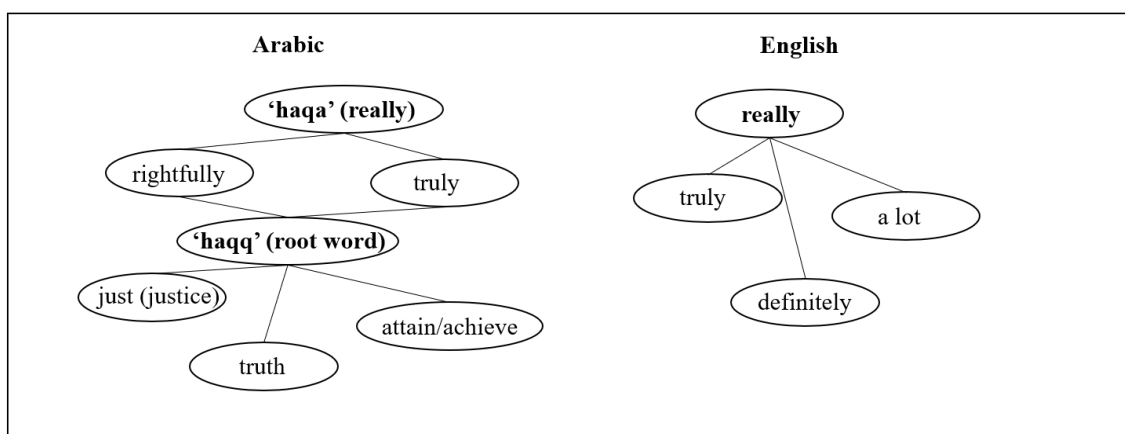 Arabic
‘haqa’ (really)
rightfully
truly
‘haqq’ (root word)
just (justice)
attain/achieve
truth
English
really
truly
a lot
definitely